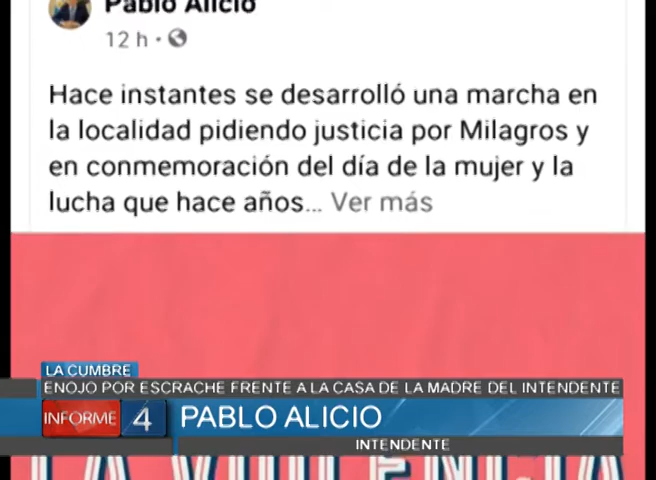 Pablo Alicio
12 h •
Hace instantes se desarrolló una marcha en
la localidad pidiendo justicia por Milagros y
en conmemoración del día de la mujer y la
lucha que hace años... Ver más
LA CUMBRE
ENOJO POR ESCRACHE FRENTE A LA CASA DE LA MADRE DEL INTENDENTE
INFORME 4 PABLO ALICIO
INTENDENTE
LA VIOLENCIA